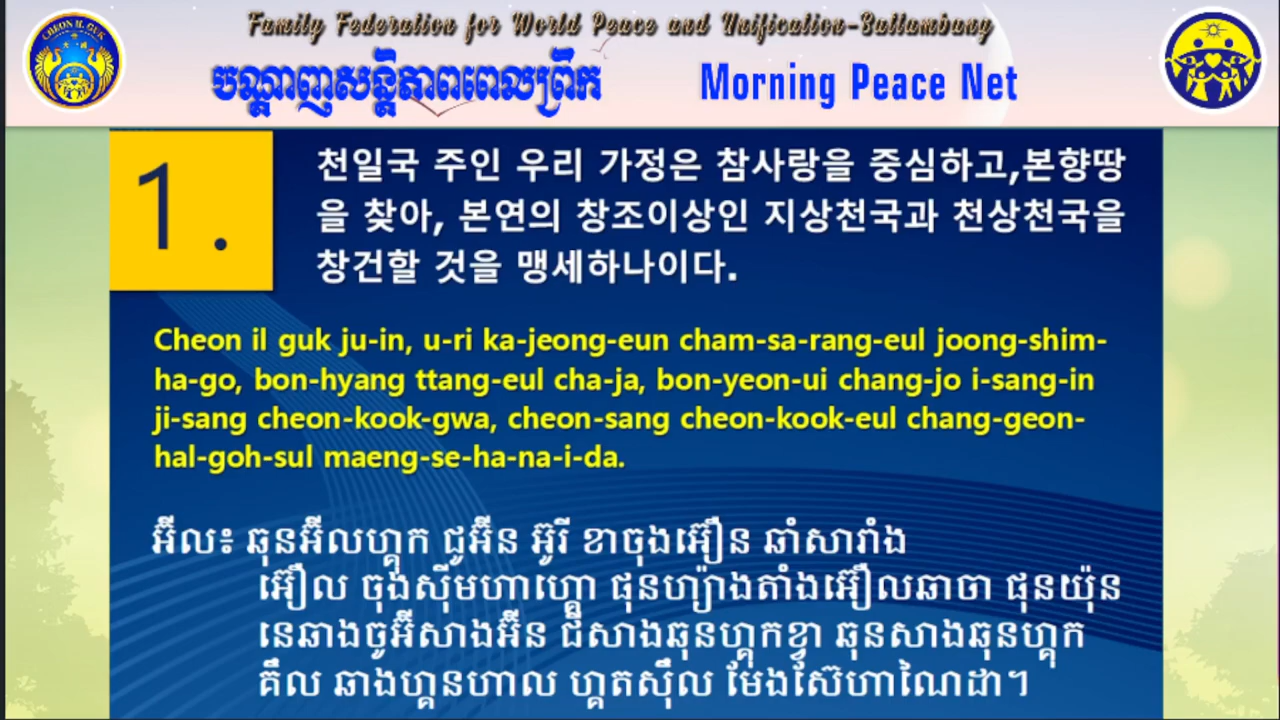 Family Federation for World Peace and Unification-Battambang
បណ្តាញសន្តិភាពពេលព្រឹក
Morning Peace Net
CHEON IL GUK
1.
천일국 주인 우리 가정은 참사랑을 중심하고,본향땅
을 찾아, 본연의 창조이상인 지상천국과 천상천국을
창건할 것을 맹세하나이다.
Cheon il guk ju-in, u-ri ka-jeong-eun cham-sa-rang-eul joong-shim-
ha-go, bon-hyang ttang-eul cha-ja, bon-yeon-ui chang-jo i-sang-in
ji-sang cheon-kook-gwa, cheon-sang cheon-kook-eul chang-geon-
hal-goh-sul maeng-se-ha-na-i-da.
អ៊ីល៖ ឆុនអ៊ីលហ្គុក ជូអ៊ីន អ៊ូរី ខាចុងអ៊ឿន ឆាំសារាំង
អ៊ឿល ចុងស៊ីមហាហ្គោ ផុនហ្យ៉ាងតាំងអ៊ឿលឆាចា ផុនយ៉ុន
នេឆាងចូអ៊ីសាងអ៊ីន ជីសាងឆុនហ្គុកខ្វា ឆុនសាងឆុនហ្គុក
គឹល ឆាងហ្គនហាល ហ្គតស៊ឹល ម៉ែងស៊ែហាណៃដា។